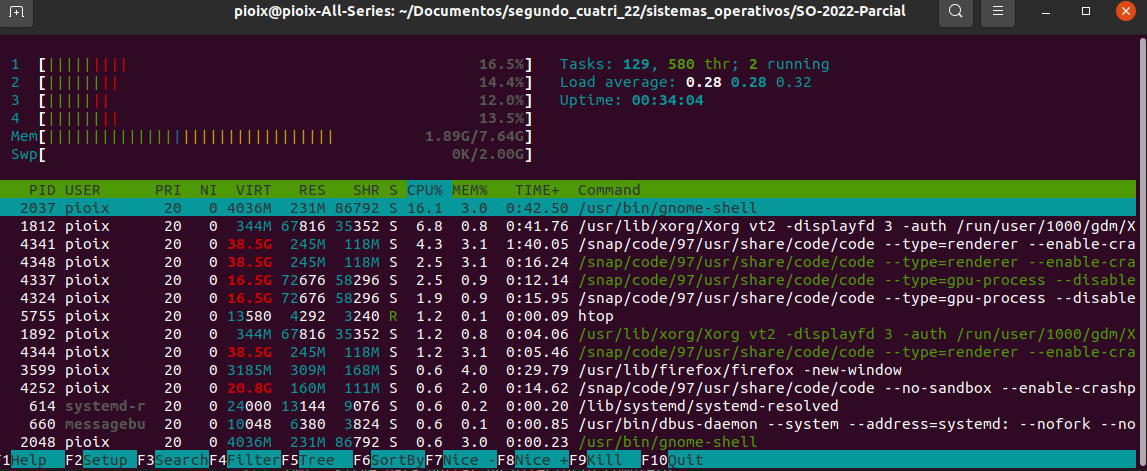 pioix@pioix-All-Series: ~/Documentos/segundo_cuatri_22/sistemas_operativos/SO-2022-Parcial
1 [||||||||| 16.5%] Tasks: 129, 580 thr; 2 running
2 [|||||||| 14.4%] Load average: 0.28 0.28 0.32
3 [||||||| 12.0%] Uptime: 00:34:04
4 [|||||||| 13.5%]
Mem[|||||||||||||||||||||||||||||||| 1.89G/7.64G]
Swp[ 0K/2.00G]
PID USER PRI NI VIRT RES SHR S CPU% MEM% TIME+ Command
2037 pioix 20 0 4036M 231M 86792 S 16.1 3.0 0:42.50 /usr/bin/gnome-shell
1812 pioix 20 0 344M 67816 35352 S 6.8 0.8 0:41.76 /usr/lib/xorg/Xorg vt2 -displayfd 3 -auth /run/user/1000/gdm/X
4341 pioix 20 0 38.5G 245M 118M S 4.3 3.1 1:40.05 /snap/code/97/usr/share/code/code --type=renderer --enable-cra
4348 pioix 20 0 38.5G 245M 118M S 2.5 3.1 0:16.24 /snap/code/97/usr/share/code/code --type=renderer --enable-cra
4337 pioix 20 0 16.5G 72676 58296 S 2.5 0.9 0:12.14 /snap/code/97/usr/share/code/code --type=gpu-process --disable
4324 pioix 20 0 16.5G 72676 58296 S 1.9 0.9 0:15.95 /snap/code/97/usr/share/code/code --type=gpu-process --disable
5755 pioix 20 0 13580 4292 3240 R 1.2 0.1 0:00.09 htop
1892 pioix 20 0 344M 67816 35352 S 1.2 0.8 0:04.06 /usr/lib/xorg/Xorg vt2 -displayfd 3 -auth /run/user/1000/gdm/X
4344 pioix 20 0 38.5G 245M 118M S 1.2 3.1 0:05.46 /snap/code/97/usr/share/code/code --type=renderer --enable-cra
3599 pioix 20 0 3185M 309M 168M S 0.6 4.0 0:29.79 /usr/lib/firefox/firefox -new-window
4252 pioix 20 0 20.8G 160M 111M S 0.6 2.0 0:14.62 /snap/code/97/usr/share/code/code --no-sandbox --enable-crashp
614 systemd-r 20 0 24000 13144 9076 S 0.6 0.2 0:00.20 /lib/systemd/systemd-resolved
660 messagebu 20 0 10048 6380 3824 S 0.6 0.1 0:00.85 /usr/bin/dbus-daemon --system --address=systemd: --nofork --no
2048 pioix 20 0 4036M 231M 86792 S 0.6 3.0 0:00.23 /usr/bin/gnome-shell
F1Help F2Setup F3SearchF4FilterF5Tree F6SortByF7Nice -F8Nice +F9Kill F10Quit